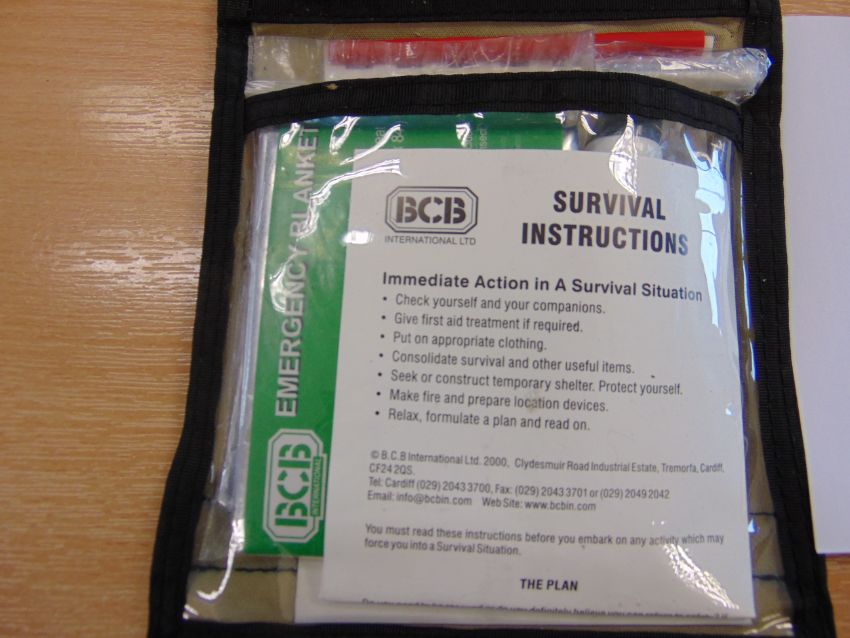 EMERGENCY BLANKET
BCB
INTERNATIONAL
BCB
INTERNATIONAL LTD
SURVIVAL
INSTRUCTIONS
Immediate Action in A Survival Situation
• Check yourself and your companions.
• Give first aid treatment if required.
• Put on appropriate clothing.
• Consolidate survival and other useful items.
• Seek or construct temporary shelter. Protect yourself.
• Make fire and prepare location devices.
• Relax, formulate a plan and read on.
© B.C.B International Ltd. 2000, Clydesmuir Road Industrial Estate, Tremorfa, Cardiff,
CF24 2QS.
Tel: Cardiff (029) 2043 3700, Fax: (029) 2043 3701 or (029) 2049 2042
Email: info@bcbin.com Web Site: www.bcbin.com
You must read these instructions before you embark on any activity which may
force you into a Survival Situation.
THE PLAN